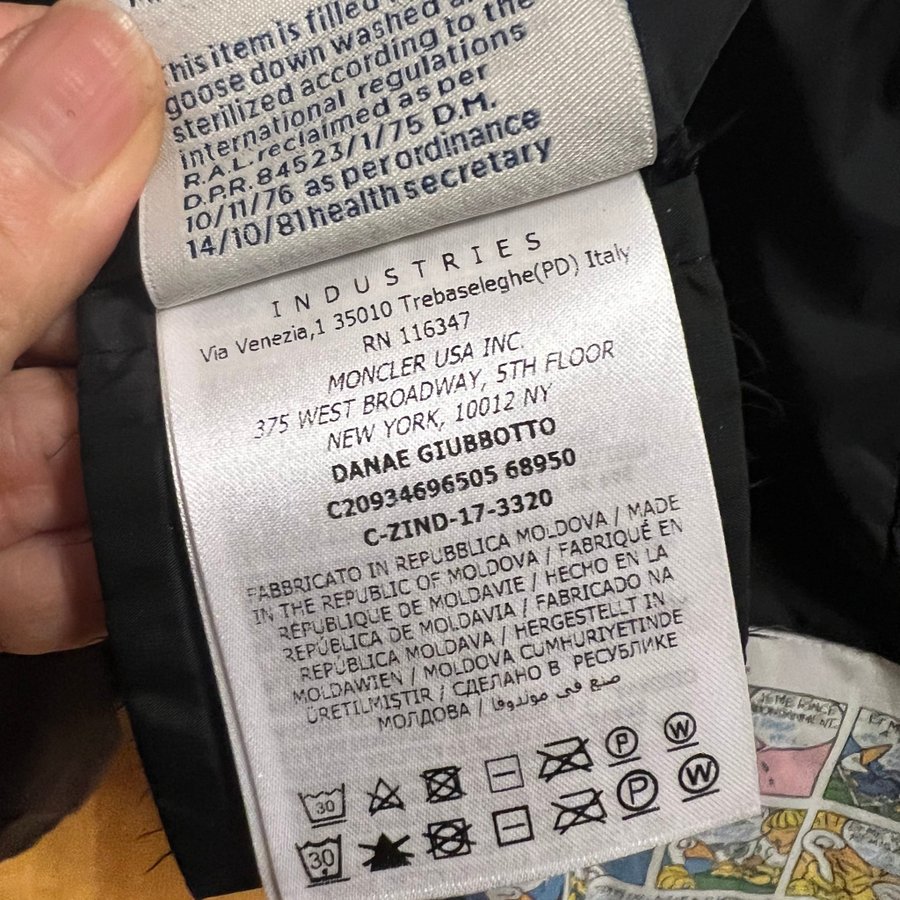 This item is filled
goose down washed
sterilized according to the
international regulations
R.A.L. reclaimed as per
D.P.R. 84523/1/75 D.M.
10/11/76 as per ordinance
14/10/81 health secretary
INDUSTRIES
Via Venezia,1 35010 Trebaseleghe(PD) Italy
RN 116347
MONCLER USA INC.
375 WEST BROADWAY, 5TH FLOOR
NEW YORK, 10012 NY
DANAE GIUBBOTTO
C20934696505 68950
C-ZIND-17-3320
FABBRICATO IN REPUBBLICA MOLDOVA / MADE
IN THE REPUBLIC OF MOLDOVA / FABRIQUÉ EN
RÉPUBLIQUE DE MOLDAVIE / HECHO EN LA
REPÚBLICA DE MOLDAVIA / FABRICADO NA
REPÚBLICA MOLDAVA / HERGESTELLT IN
MOLDAWIEN / MOLDOVA CUMHURIYETINDE
ÜRETILMIŞTIR / СДЕЛАНО В РЕСУБЛИКЕ
МОЛДОВА / صنع في موندوفا
30 P W
30 P W